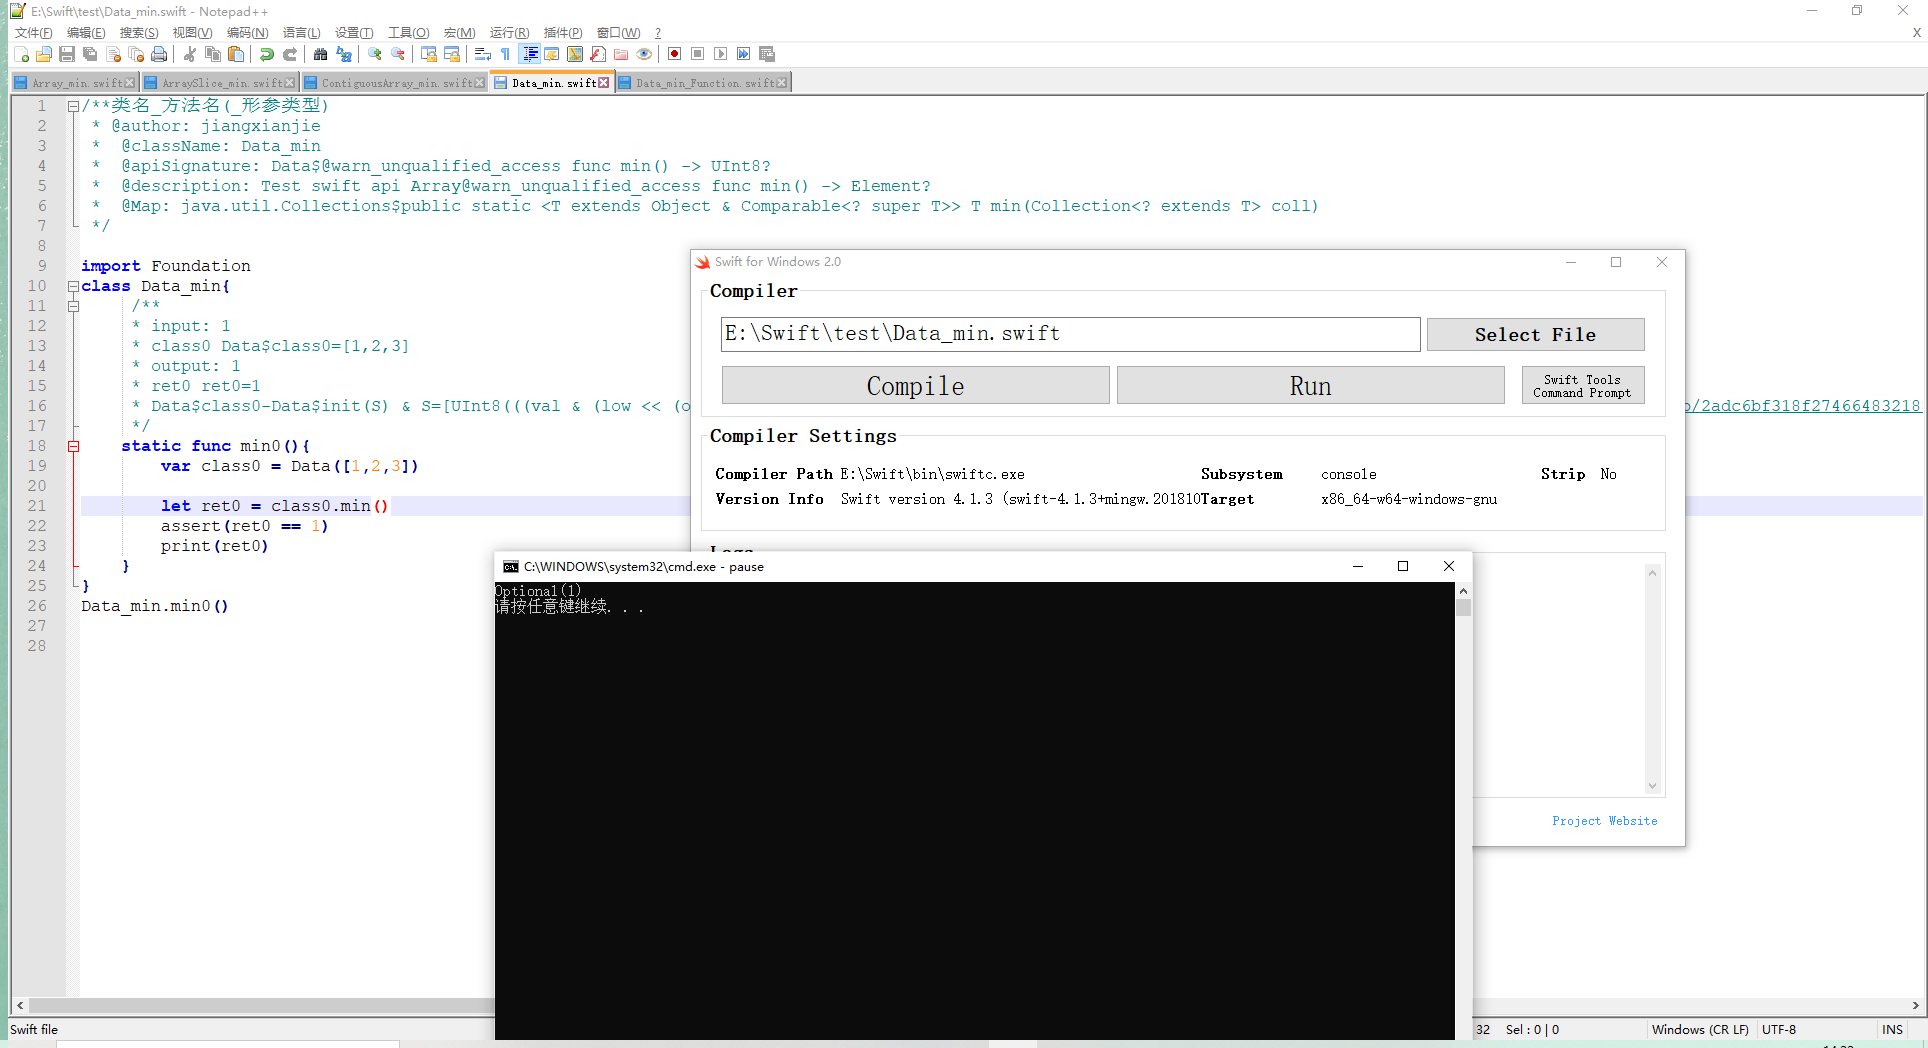 E:\Swift\test\Data_min.swift - Notepad++
文件(F) 编辑(E) 搜索(S) 视图(V) 编码(N) 语言(L) 设置(T) 工具(O) 宏(M) 运行(R) 插件(P) 窗口(W) ?
X
Array_min.swift ArraySlice_min.swift ContiguousArray_min.swift Data_min.swift Data_min_Function.swift
1 /**类名_方法名(_形参类型)
2 * @author: jiangxianjie
3 * @className: Data_min
4 * @apiSignature: Data$@warn_unqualified_access func min() -> UInt8?
5 * @description: Test swift api Array@warn_unqualified_access func min() -> Element?
6 * @Map: java.util.Collections$public static <T extends Object & Comparable<? super T>> T min(Collection<? extends T> coll)
7 */
8
9 import Foundation
10 class Data_min{
11 /**
12 * input: 1
13 * class0 Data$class0=[1,2,3]
14 * output: 1
15 * ret0 ret0=1
16 * Data$class0-Data$init(S) & S=[UInt8(((val & (low << (o
/2adc6bf318f27466483218
17 */
18 static func min0(){
19 var class0 = Data([1,2,3])
20
21 let ret0 = class0.min()
22 assert(ret0 == 1)
23 print(ret0)
24 }
25 }
26 Data_min.min0()
27
28
Swift for Windows 2.0
Compiler
E:\Swift\test\Data_min.swift
Select File
Compile
Run
Swift Tools
Command Prompt
Compiler Settings
Compiler Path E:\Swift\bin\swiftc.exe Subsystem console Strip No
Version Info Swift version 4.1.3 (swift-4.1.3+mingw.201810 Target x86_64-w64-windows-gnu
Logs
Project Website
C:\WINDOWS\system32\cmd.exe - pause
Optional(1)
请按任意键继续. . .
Swift file
32 Sel : 0 | 0 Windows (CR LF) UTF-8 INS